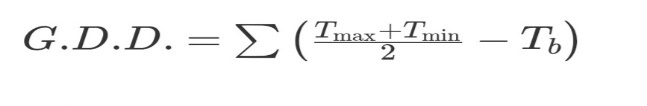 G.D.D. = ∑ ( (T_max + T_min)/2 − T_b )